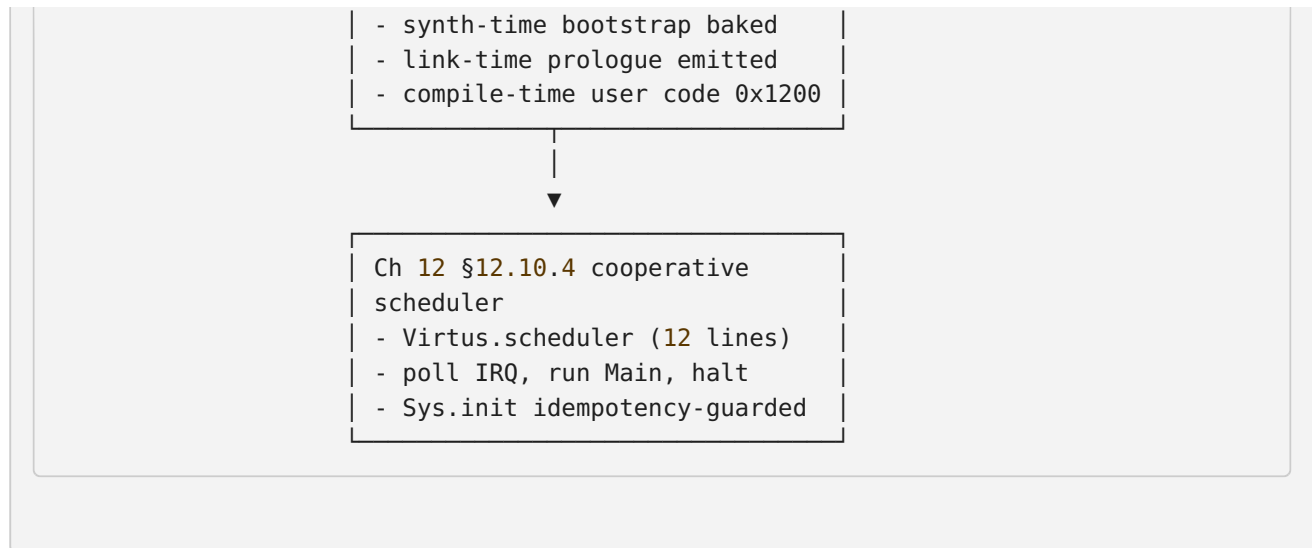 - synth-time bootstrap baked
- link-time prologue emitted
- compile-time user code 0x1200
Ch 12 §12.10.4 cooperative
scheduler
- Virtus.scheduler (12 lines)
- poll IRQ, run Main, halt
- Sys.init idempotency-guarded